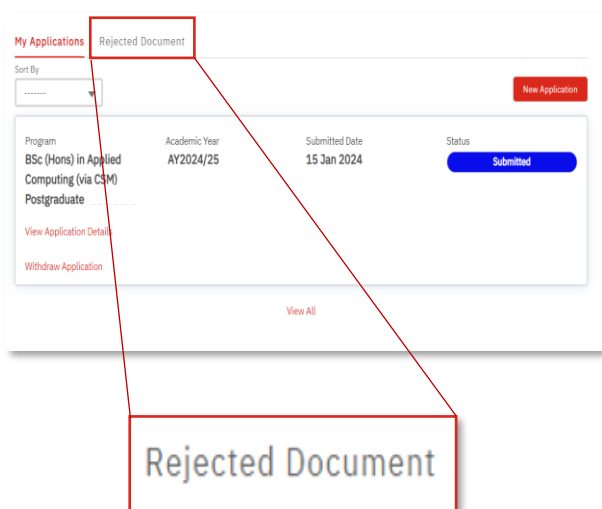 My Applications Rejected Document
Sort By
-------
New Application
Program Academic Year Submitted Date Status
BSc (Hons) in Applied AY2024/25 15 Jan 2024 Submitted
Computing (via CSM)
Postgraduate
View Application Details
Withdraw Application
View All
Rejected Document